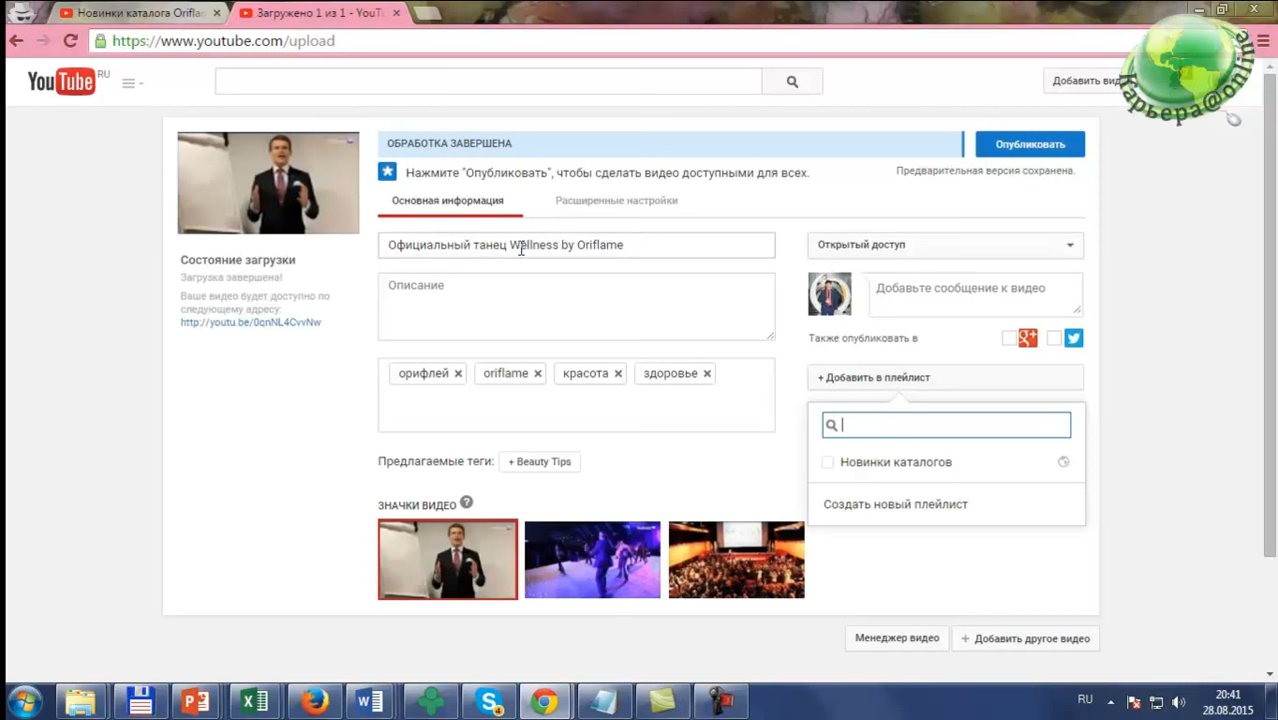 Новинки каталога Orifla
Загружено 1 из 1 - YouT
https://www.youtube.com/upload
YouTube RU
Добавить вид
Карьера@online
ОБРАБОТКА ЗАВЕРШЕНА
Опубликовать
Нажмите "Опубликовать", чтобы сделать видео доступными для всех.
Предварительная версия сохранена.
Основная информация
Расширенные настройки
Официальный танец Wellness by Oriflame
Открытый доступ
Состояние загрузки
Загрузка завершена!
Ваше видео будет доступно по
следующему адресу:
http://youtu.be/0qnNL4CvvNw
Описание
Добавьте сообщение к видео
Также опубликовать в
g+
орифлей
oriflame
красота
здоровье
+ Добавить в плейлист
Новинки каталогов
Создать новый плейлист
Предлагаемые теги:
+ Beauty Tips
ЗНАЧКИ ВИДЕО ?
Менеджер видео
+ Добавить другое видео
RU
20:41
28.08.2015